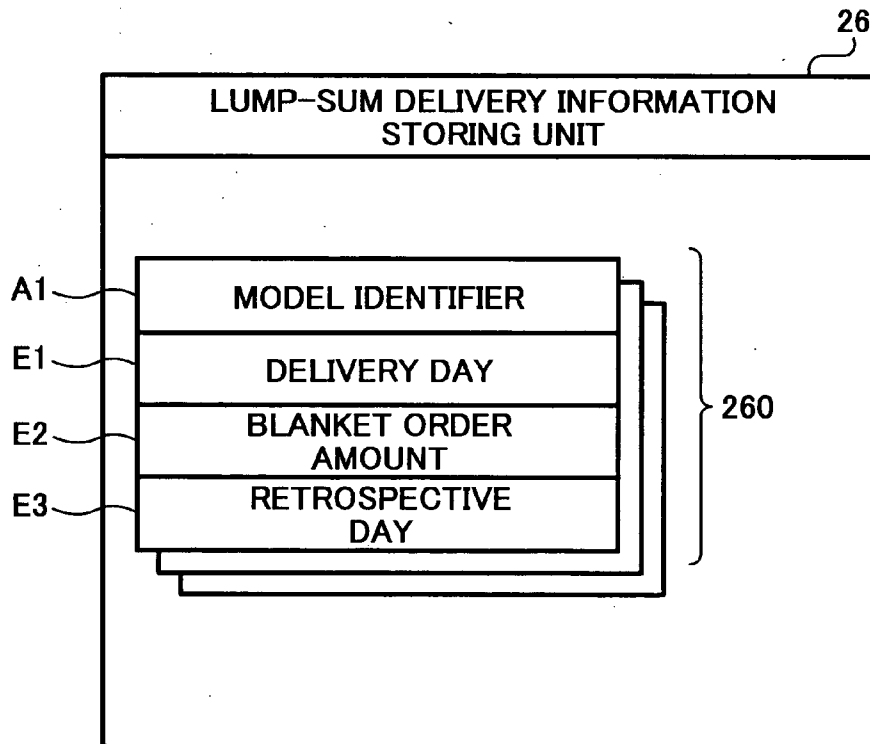 26
LUMP-SUM DELIVERY INFORMATION
STORING UNIT
A1
MODEL IDENTIFIER
E1
DELIVERY DAY
E2
BLANKET ORDER
AMOUNT
E3
RETROSPECTIVE
DAY
260